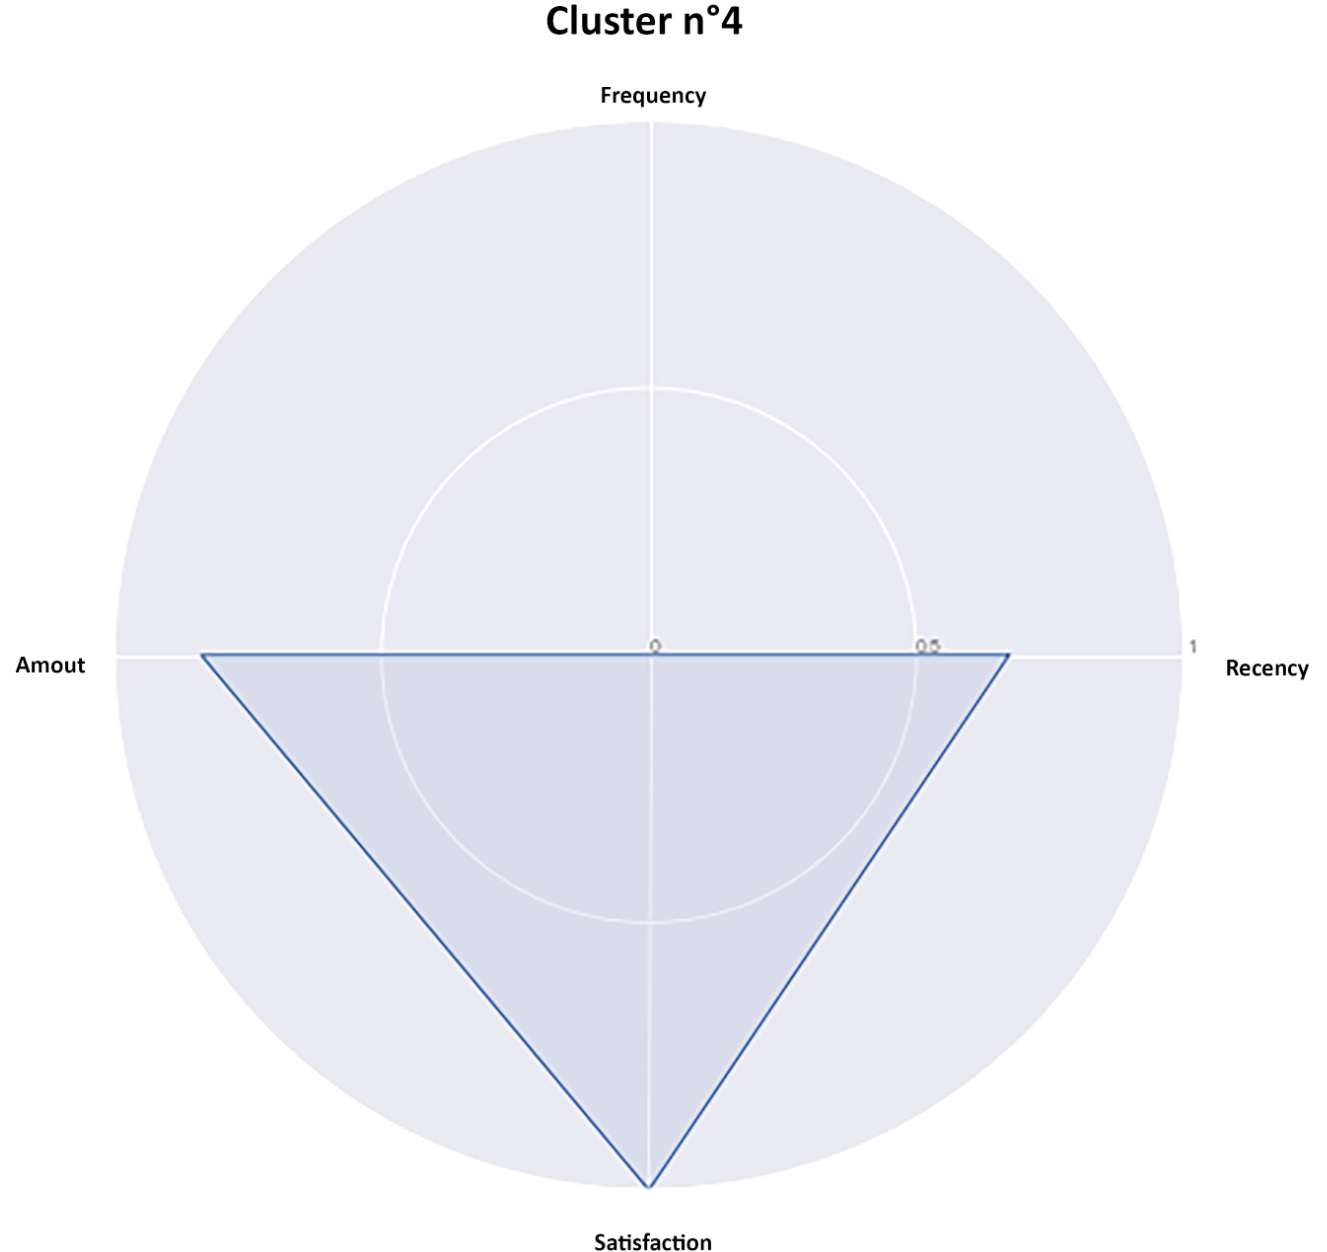 Cluster n°4
Frequency
0
0.5
1
Amout
Recency
Satisfaction